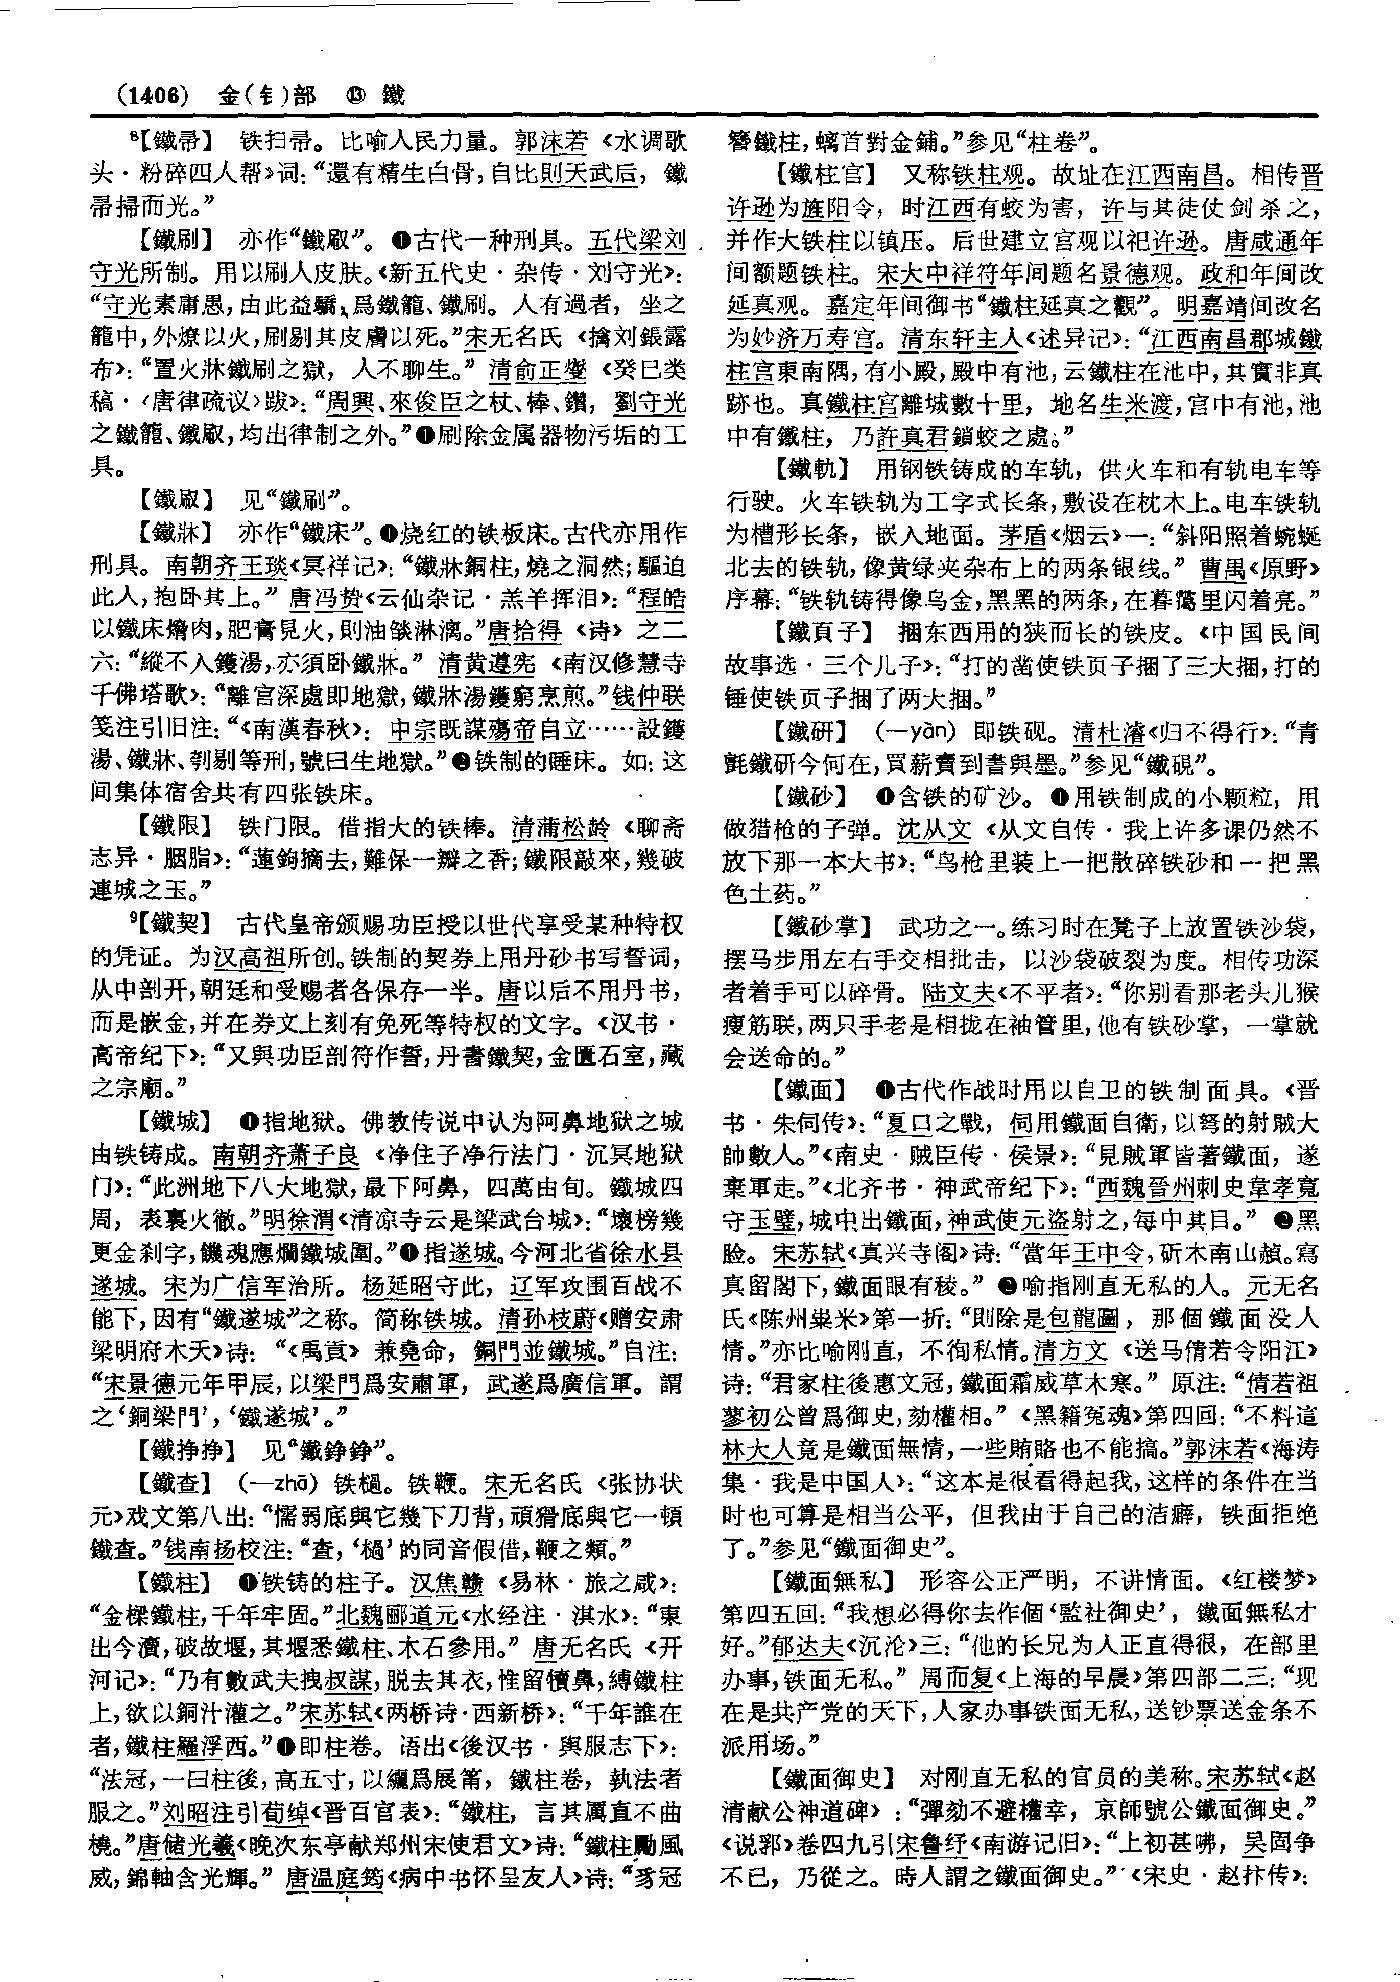 (1406) 金(钅)部 ⑬ 鐵
⁸【鐵帚】 铁扫帚。比喻人民力量。郭沫若《水调歌
头·粉碎四人帮》词：“還有精生白骨，自比則天武后，鐵
帚掃而光。”
【鐵刷】 亦作“鐵㕞”。❶古代一种刑具。五代梁刘
守光所制。用以刷人皮肤。《新五代史·杂传·刘守光》：
“守光素庸愚，由此益驕，爲鐵籠、鐵刷。人有過者，坐之
籠中，外燎以火，刷剔其皮膚以死。”宋无名氏《擒刘鋹露
布》：“置火牀鐵刷之獄，人不聊生。”清俞正燮《癸巳类
稿·〈唐律疏议〉跋》：“周興、來俊臣之杖、棒、鑽，劉守光
之鐵籠、鐵㕞，均出律制之外。”❶刷除金属器物污垢的工
具。
【鐵㕞】 见“鐵刷”。
【鐵牀】 亦作“鐵床”。❶烧红的铁板床。古代亦用作
刑具。南朝齐王琰《冥祥记》：“鐵牀銅柱，燒之洞然；驅迫
此人，抱卧其上。”唐冯贽《云仙杂记·羔羊挥泪》：“程皓
以鐵床燖肉，肥膏見火，則油燄淋漓。”唐拾得《诗》之二
六：“縱不入鑊湯，亦須卧鐵牀。”清黄遵宪《南汉修慧寺
千佛塔歌》：“離宫深處即地獄，鐵牀湯鑊窮烹煎。”钱仲联
笺注引旧注：“《南漢春秋》：中宗既謀殤帝自立……設鑊
湯、鐵牀、刳剔等刑，號曰生地獄。”❷铁制的睡床。如：这
间集体宿舍共有四张铁床。
【鐵限】 铁门限。借指大的铁棒。清蒲松龄《聊斋
志异·胭脂》：“蓮鉤摘去，難保一瓣之香；鐵限敲來，幾破
連城之玉。”
⁹【鐵契】 古代皇帝颁赐功臣授以世代享受某种特权
的凭证。为汉高祖所创。铁制的契券上用丹砂书写誓词，
从中剖开，朝廷和受赐者各保存一半。唐以后不用丹书，
而是嵌金，并在券文上刻有免死等特权的文字。《汉书·
高帝纪下》：“又與功臣剖符作誓，丹書鐵契，金匱石室，藏
之宗廟。”
【鐵城】 ❶指地狱。佛教传说中认为阿鼻地狱之城
由铁铸成。南朝齐萧子良《净住子净行法门·沉冥地狱
门》：“此洲地下八大地獄，最下阿鼻，四萬由旬。鐵城四
周，表裏火徹。”明徐渭《清凉寺云是梁武台城》：“壞榜幾
更金刹字，饑魂應爛鐵城圍。”❶指遂城。今河北省徐水县
遂城。宋为广信军治所。杨延昭守此，辽军攻围百战不
能下，因有“鐵遂城”之称。简称铁城。清孙枝蔚《赠安肃
梁明府木天》诗：“《禹貢》兼堯命，銅門並鐵城。”自注：
“宋景德元年甲辰，以梁門爲安肅軍，武遂爲廣信軍。謂
之‘銅梁門’，‘鐵遂城’。”
【鐵挣挣】 见“鐵錚錚”。
【鐵查】 (—zhā) 铁檛。铁鞭。宋无名氏《张协状
元》戏文第八出：“懦弱底與它幾下刀背，頑猾底與它一頓
鐵查。”钱南扬校注：“查，‘檛’的同音假借，鞭之類。”
【鐵柱】 ❶铁铸的柱子。汉焦赣《易林·旅之咸》：
“金樑鐵柱，千年牢固。”北魏郦道元《水经注·淇水》：“東
出今瀆，破故堰，其堰悉鐵柱、木石參用。”唐无名氏《开
河记》：“乃有數武夫拽叔謀，脱去其衣，惟留犢鼻，縛鐵柱
上，欲以銅汁灌之。”宋苏轼《两桥诗·西新桥》：“千年誰在
者，鐵柱羅浮西。”❶即柱卷。语出《後汉书·舆服志下》：
“法冠，一曰柱後，高五寸，以纚爲展筩，鐵柱卷，執法者
服之。”刘昭注引荀绰《晋百官表》：“鐵柱，言其厲直不曲
橈。”唐储光羲《晚次东亭献郑州宋使君文》诗：“鐵柱勵風
威，錦軸含光輝。”唐温庭筠《病中书怀呈友人》诗：“豸冠
簪鐵柱，螭首對金鋪。”参见“柱卷”。
【鐵柱宫】 又称铁柱观。故址在江西南昌。相传晋
许逊为旌阳令，时江西有蛟为害，许与其徒仗剑杀之，
并作大铁柱以镇压。后世建立宫观以祀许逊。唐咸通年
间额题铁柱。宋大中祥符年间题名景德观。政和年间改
延真观。嘉定年间御书“鐵柱延真之觀”。明嘉靖间改名
为妙济万寿宫。清东轩主人《述异记》：“江西南昌郡城鐵
柱宫東南隅，有小殿，殿中有池，云鐵柱在池中，其實非真
跡也。真鐵柱宫離城數十里，地名生米渡，宫中有池，池
中有鐵柱，乃許真君鎖蛟之處。”
【鐵軌】 用钢铁铸成的车轨，供火车和有轨电车等
行驶。火车铁轨为工字式长条，敷设在枕木上。电车铁轨
为槽形长条，嵌入地面。茅盾《烟云》一：“斜阳照着蜿蜒
北去的铁轨，像黄绿夹杂布上的两条银线。”曹禺《原野》
序幕：“铁轨铸得像乌金，黑黑的两条，在暮霭里闪着亮。”
【鐵頁子】 捆东西用的狭而长的铁皮。《中国民间
故事选·三个儿子》：“打的凿使铁页子捆了三大捆，打的
锤使铁页子捆了两大捆。”
【鐵研】 (—yàn) 即铁砚。清杜濬《归不得行》：“青
氈鐵研今何在，買薪賣到書與墨。”参见“鐵硯”。
【鐵砂】 ❶含铁的矿沙。❶用铁制成的小颗粒，用
做猎枪的子弹。沈从文《从文自传·我上许多课仍然不
放下那一本大书》：“鸟枪里装上一把散碎铁砂和一把黑
色土药。”
【鐵砂掌】 武功之一。练习时在凳子上放置铁沙袋，
摆马步用左右手交相批击，以沙袋破裂为度。相传功深
者着手可以碎骨。陆文夫《不平者》：“你别看那老头儿猴
瘦筋联，两只手老是相拢在袖管里，他有铁砂掌，一掌就
会送命的。”
【鐵面】 ❶古代作战时用以自卫的铁制面具。《晋
书·朱伺传》：“夏口之戰，伺用鐵面自衛，以弩的射賊大
帥數人。”《南史·贼臣传·侯景》：“見賊軍皆著鐵面，遂
棄軍走。”《北齐书·神武帝纪下》：“西魏晉州刺史韋孝寬
守玉壁，城中出鐵面，神武使元盜射之，每中其目。”❷黑
脸。宋苏轼《真兴寺阁》诗：“當年王中令，斫木南山赬。寫
真留閣下，鐵面眼有稜。”❷喻指刚直无私的人。元无名
氏《陈州粜米》第一折：“則除是包龍圖，那個鐵面没人
情。”亦比喻刚直，不徇私情。清方文《送马倩若令阳江》
诗：“君家柱後惠文冠，鐵面霜威草木寒。”原注：“倩若祖
蓼初公曾爲御史，劾權相。”《黑籍冤魂》第四回：“不料這
林大人竟是鐵面無情，一些賄賂也不能搞。”郭沫若《海涛
集·我是中国人》：“这本是很看得起我，这样的条件在当
时也可算是相当公平，但我由于自己的洁癖，铁面拒绝
了。”参见“鐵面御史”。
【鐵面無私】 形容公正严明，不讲情面。《红楼梦》
第四五回：“我想必得你去作個‘監社御史’，鐵面無私才
好。”郁达夫《沉沦》三：“他的长兄为人正直得很，在部里
办事，铁面无私。”周而复《上海的早晨》第四部二三：“现
在是共产党的天下，人家办事铁面无私，送钞票送金条不
派用场。”
【鐵面御史】 对刚直无私的官员的美称。宋苏轼《赵
清献公神道碑》：“彈劾不避權幸，京師號公鐵面御史。”
《说郛》卷四九引宋鲁纾《南游记旧》：“上初甚咈，吴固争
不已，乃從之。時人謂之鐵面御史。”《宋史·赵抃传》：